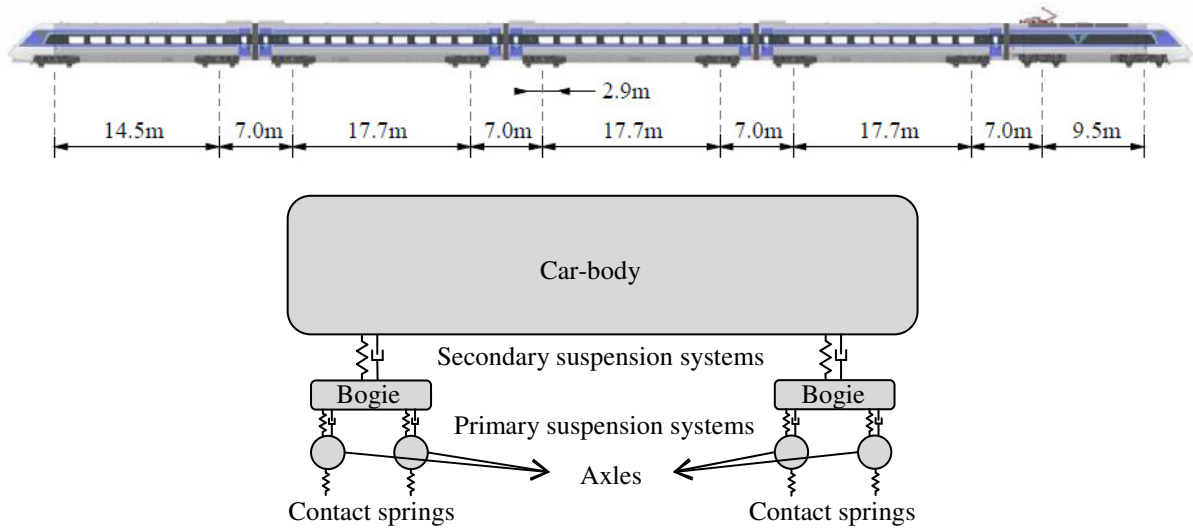 2.9m
14.5m 7.0m 17.7m 7.0m 17.7m 7.0m 17.7m 7.0m 9.5m
Car-body
Secondary suspension systems
Bogie Bogie
Primary suspension systems
Axles
Contact springs Contact springs